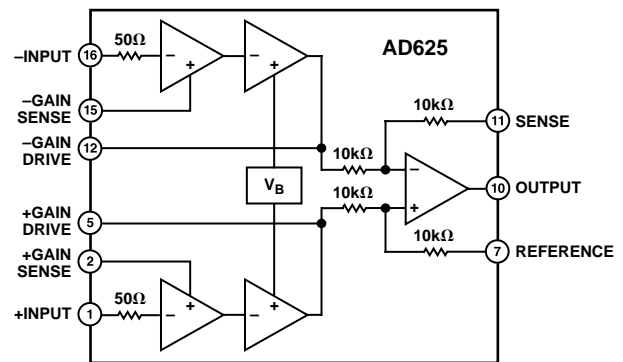 AD625
50Ω
–INPUT 16
– + – +
–GAIN
SENSE 15
–GAIN
DRIVE 12
10kΩ
11 SENSE
10kΩ
VB
– +
10 OUTPUT
10kΩ
+GAIN
DRIVE 5
10kΩ
7 REFERENCE
+GAIN
SENSE 2
50Ω
+INPUT 1
– + – +